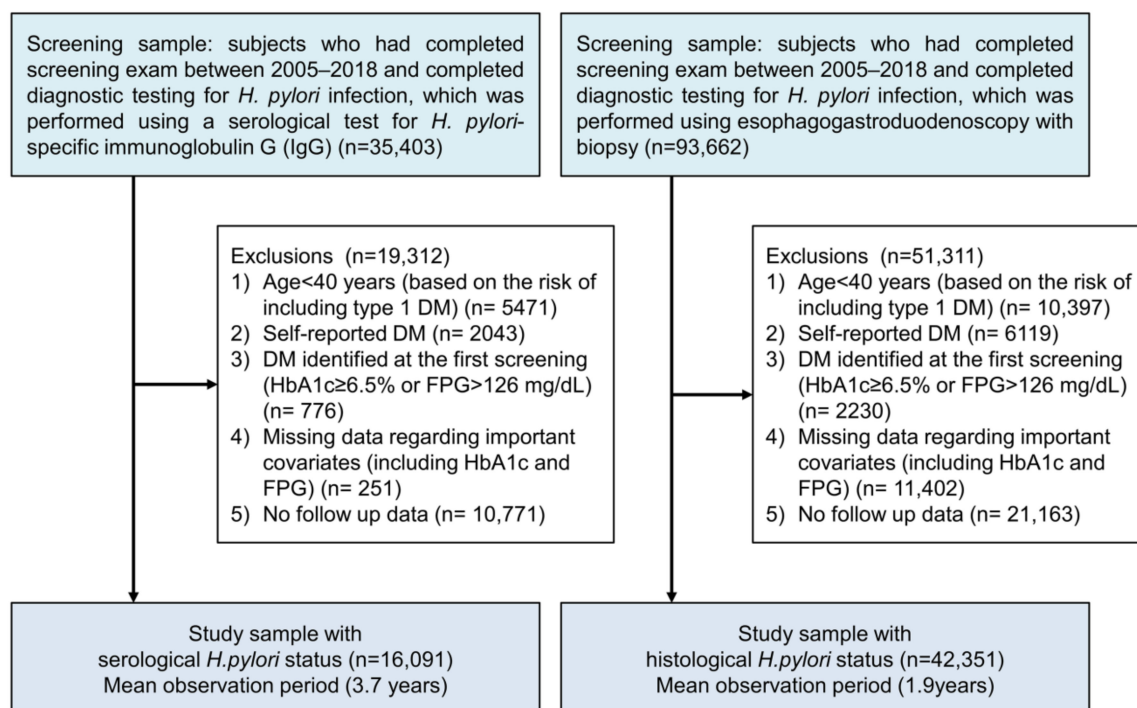 Screening sample: subjects who had completed
screening exam between 2005–2018 and completed
diagnostic testing for H. pylori infection, which was
performed using a serological test for H. pylori-
specific immunoglobulin G (IgG) (n=35,403)
Screening sample: subjects who had completed
screening exam between 2005–2018 and completed
diagnostic testing for H. pylori infection, which was
performed using esophagogastroduodenoscopy with
biopsy (n=93,662)
Exclusions (n=19,312)
1) Age<40 years (based on the risk of
including type 1 DM) (n= 5471)
2) Self-reported DM (n= 2043)
3) DM identified at the first screening
(HbA1c≥6.5% or FPG>126 mg/dL)
(n= 776)
4) Missing data regarding important
covariates (including HbA1c and
FPG) (n= 251)
5) No follow up data (n= 10,771)
Exclusions (n=51,311)
1) Age<40 years (based on the risk of
including type 1 DM) (n= 10,397)
2) Self-reported DM (n= 6119)
3) DM identified at the first screening
(HbA1c≥6.5% or FPG>126 mg/dL)
(n= 2230)
4) Missing data regarding important
covariates (including HbA1c and
FPG) (n= 11,402)
5) No follow up data (n= 21,163)
Study sample with
serological H.pylori status (n=16,091)
Mean observation period (3.7 years)
Study sample with
histological H.pylori status (n=42,351)
Mean observation period (1.9years)